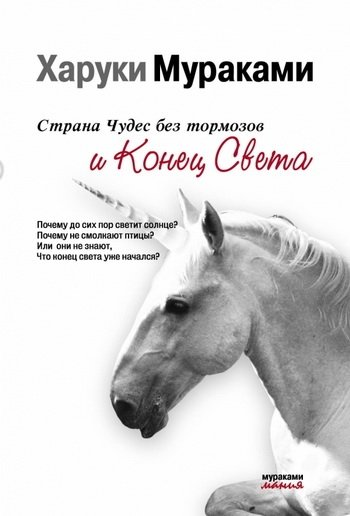 Харуки Мураками
Страна Чудес без тормозов
и Конец Света
Почему до сих пор светит солнце?
Почему не смолкают птицы?
Или они не знают,
Что конец света уже начался?
мураками
мания